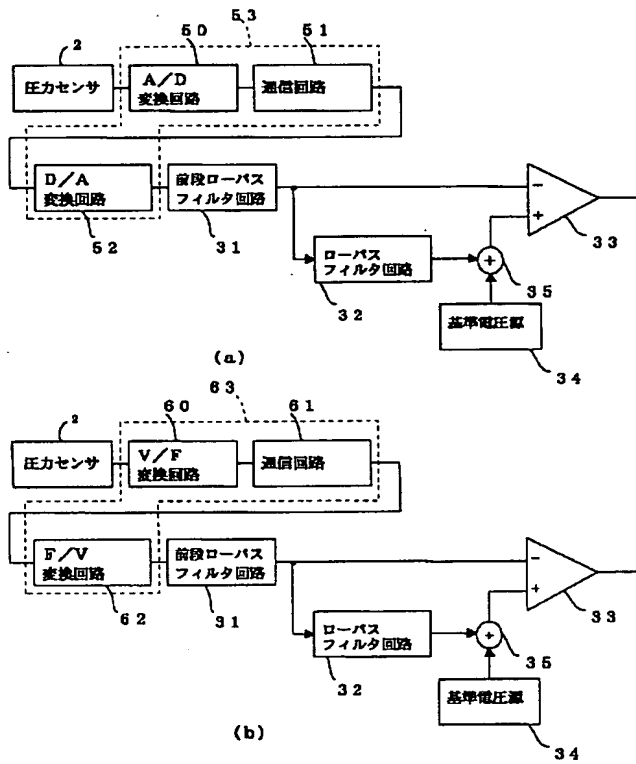 ５３
２
５０
５１
圧力センサ
Ａ／Ｄ
変換回路
通信回路
Ｄ／Ａ
変換回路
前段ローパス
フィルタ回路
５２
３１
－
＋
３３
ローパス
フィルタ回路
＋
３５
３２
基準電圧源
(a)
３４
６３
２
６０
６１
圧力センサ
Ｖ／Ｆ
変換回路
通信回路
Ｆ／Ｖ
変換回路
前段ローパス
フィルタ回路
６２
３１
－
＋
３３
ローパス
フィルタ回路
＋
３５
３２
基準電圧源
(b)
３４